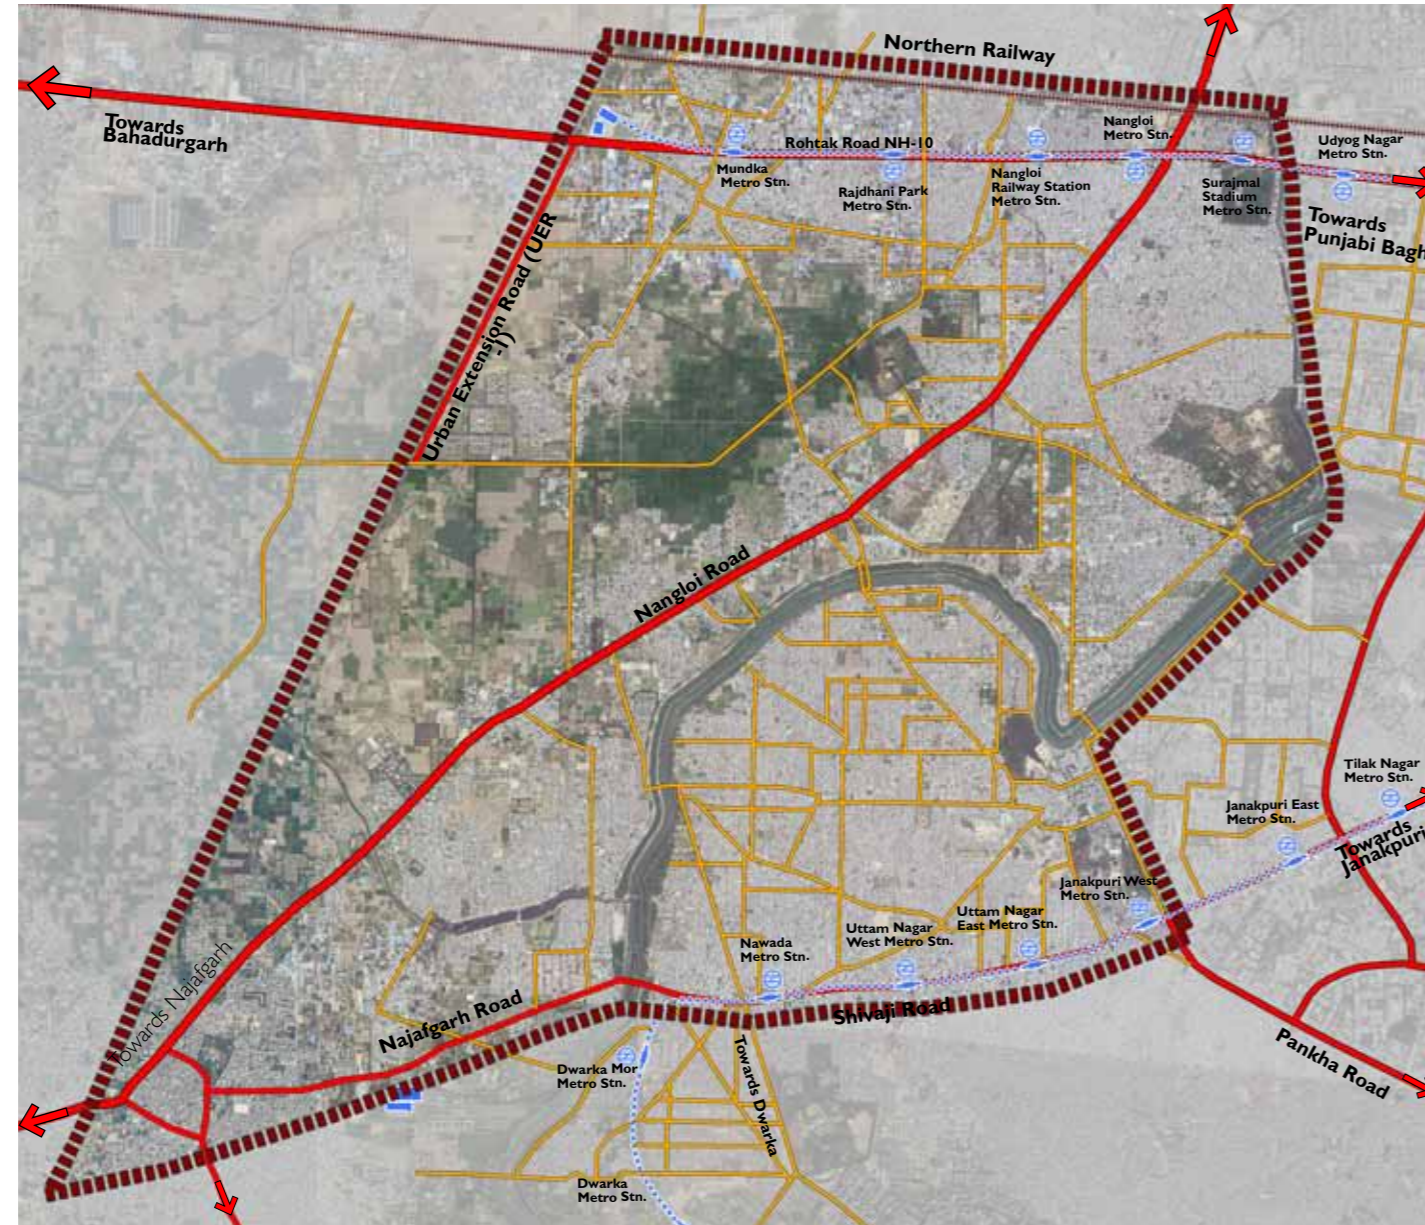 Northern Railway
Towards
Bahadurgarh
Nangloi
Metro Stn.
Rohtak Road NH-10
Udyog Nagar
Metro Stn.
Mundka
Metro Stn.
Rajdhani Park
Metro Stn.
Nangloi
Railway Station
Metro Stn.
Surajmal
Stadium
Metro Stn.
Towards
Punjabi Bagh
Urban Extension Road (UER
-I)
Nangloi Road
Tilak Nagar
Metro Stn.
Janakpuri East
Metro Stn.
Towards
Janakpuri
Janakpuri West
Metro Stn.
Uttam Nagar
East Metro Stn.
Uttam Nagar
West Metro Stn.
Nawada
Metro Stn.
Towards Najafgarh
Najafgarh Road
Shivaji Road
Pankha Road
Dwarka Mor
Metro Stn.
Towards Dwarka
Dwarka
Metro Stn.